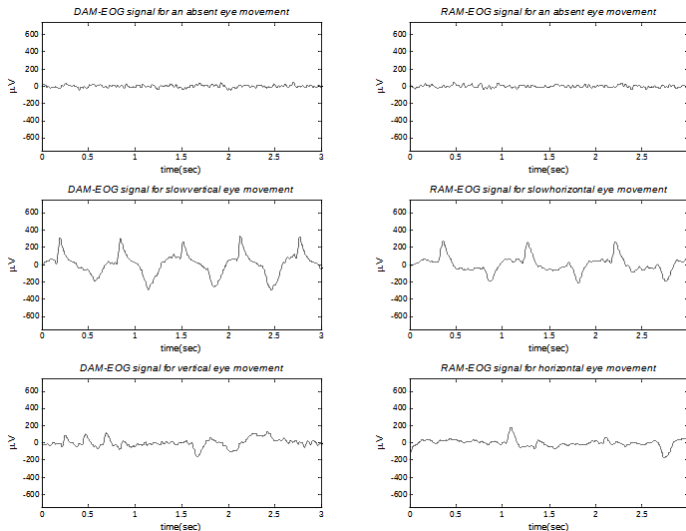 DAM-EOG signal for an absent eye movement
600
400
200
0
-200
-400
-600
µV
0 0.5 1 1.5 2 2.5 3
time(sec)
RAM-EOG signal for an absent eye movement
600
400
200
0
-200
-400
-600
µV
0 0.5 1 1.5 2 2.5
time(sec)
DAM-EOG signal for slowvertical eye movement
600
400
200
0
-200
-400
-600
µV
0 0.5 1 1.5 2 2.5 3
time(sec)
RAM-EOG signal for slowhorizontal eye movement
600
400
200
0
-200
-400
-600
µV
0 0.5 1 1.5 2 2.5
time(sec)
DAM-EOG signal for vertical eye movement
600
400
200
0
-200
-400
-600
µV
0 0.5 1 1.5 2 2.5 3
time(sec)
RAM-EOG signal for horizontal eye movement
600
400
200
0
-200
-400
-600
µV
0 0.5 1 1.5 2 2.5
time(sec)